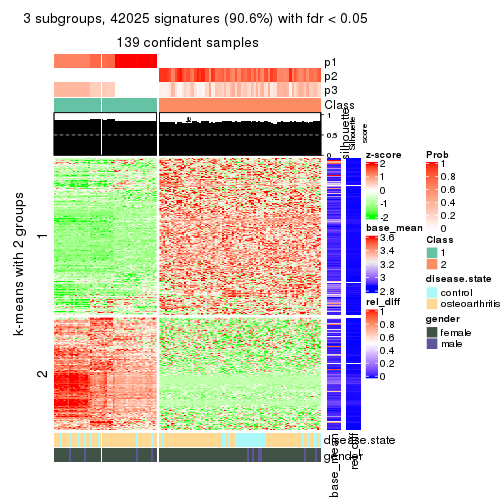 3 subgroups, 42025 signatures (90.6%) with fdr < 0.05
139 confident samples
p1
p2
p3
Class
1
0.5
0
silhouette
Silhouette
score
k-means with 2 groups
1
2
disease.state
gender
base_mean
rel_diff
z-score
2
1
0
-1
-2
base_mean
3.6
3.4
3.2
3
2.8
rel_diff
1
0.8
0.6
0.4
0.2
0
Prob
1
0.8
0.6
0.4
0.2
0
Class
1
2
disease.state
control
osteoarthritis
gender
female
male